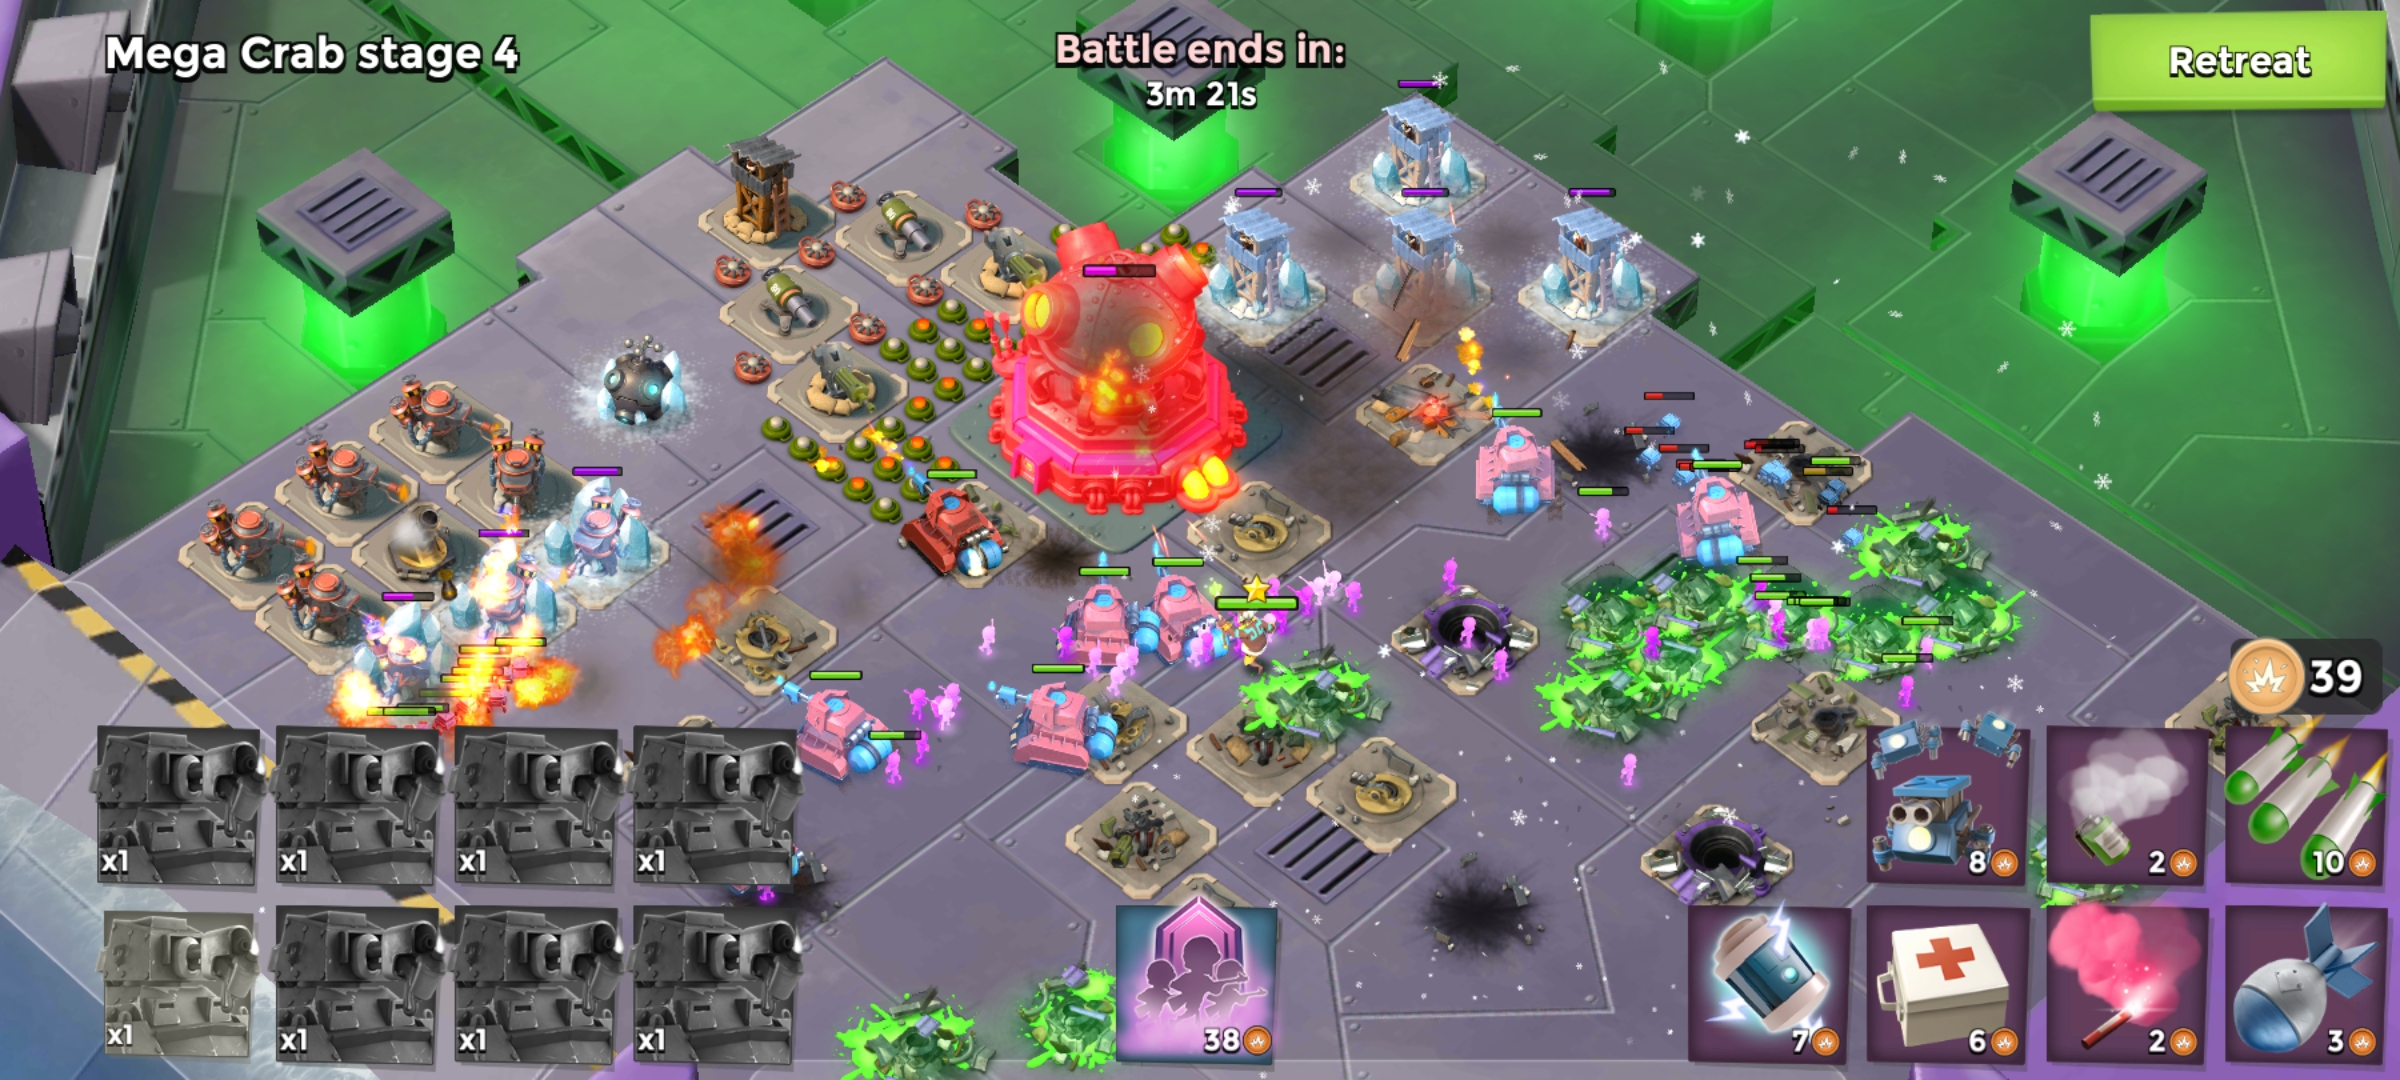 Mega Crab stage 4
Battle ends in:
3m 21s
Retreat
39
x1
x1
x1
x1
8
2
10
x1
x1
x1
x1
38
7
6
2
3